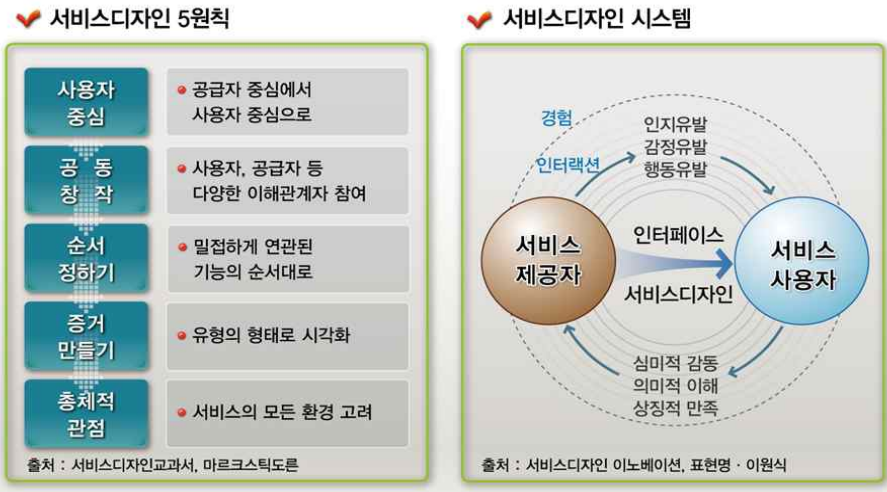 서비스디자인 5원칙
사용자
중심
공급자 중심에서
사용자 중심으로
공 동
창 작
사용자, 공급자 등
다양한 이해관계자 참여
순서
정하기
밀접하게 연관된
기능의 순서대로
증거
만들기
유형의 형태로 시각화
총체적
관점
서비스의 모든 환경 고려
출처 : 서비스디자인교과서, 마르크스틱도른
서비스디자인 시스템
경험
인터랙션
인지유발
감정유발
행동유발
서비스
제공자
인터페이스
서비스디자인
서비스
사용자
심미적 감동
의미적 이해
상징적 만족
출처 : 서비스디자인 이노베이션, 표현명 · 이원식